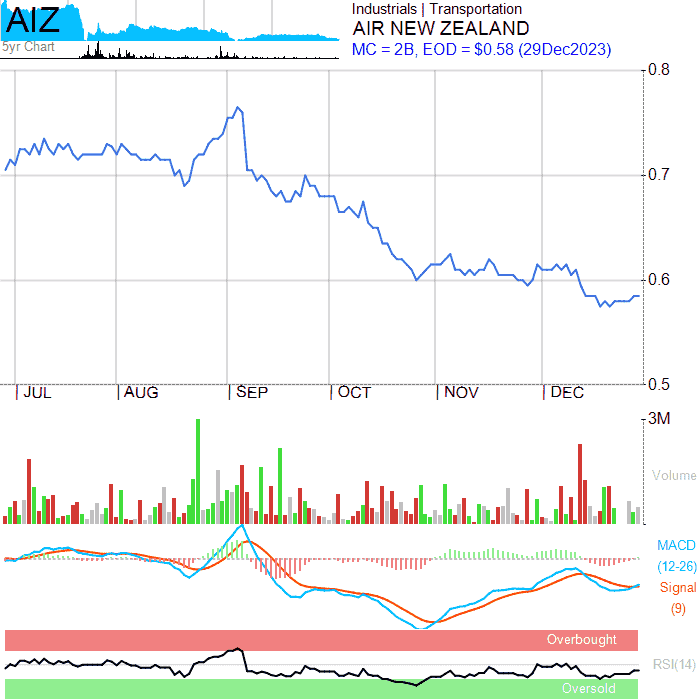 AIZ
5yr Chart
Industrials | Transportation
AIR NEW ZEALAND
MC = 2B, EOD = $0.58 (29Dec2023)
0.8
0.7
0.6
0.5
JUL
AUG
SEP
OCT
NOV
DEC
3M
Volume
MACD
(12-26)
Signal
(9)
Overbought
RSI(14)
Oversold